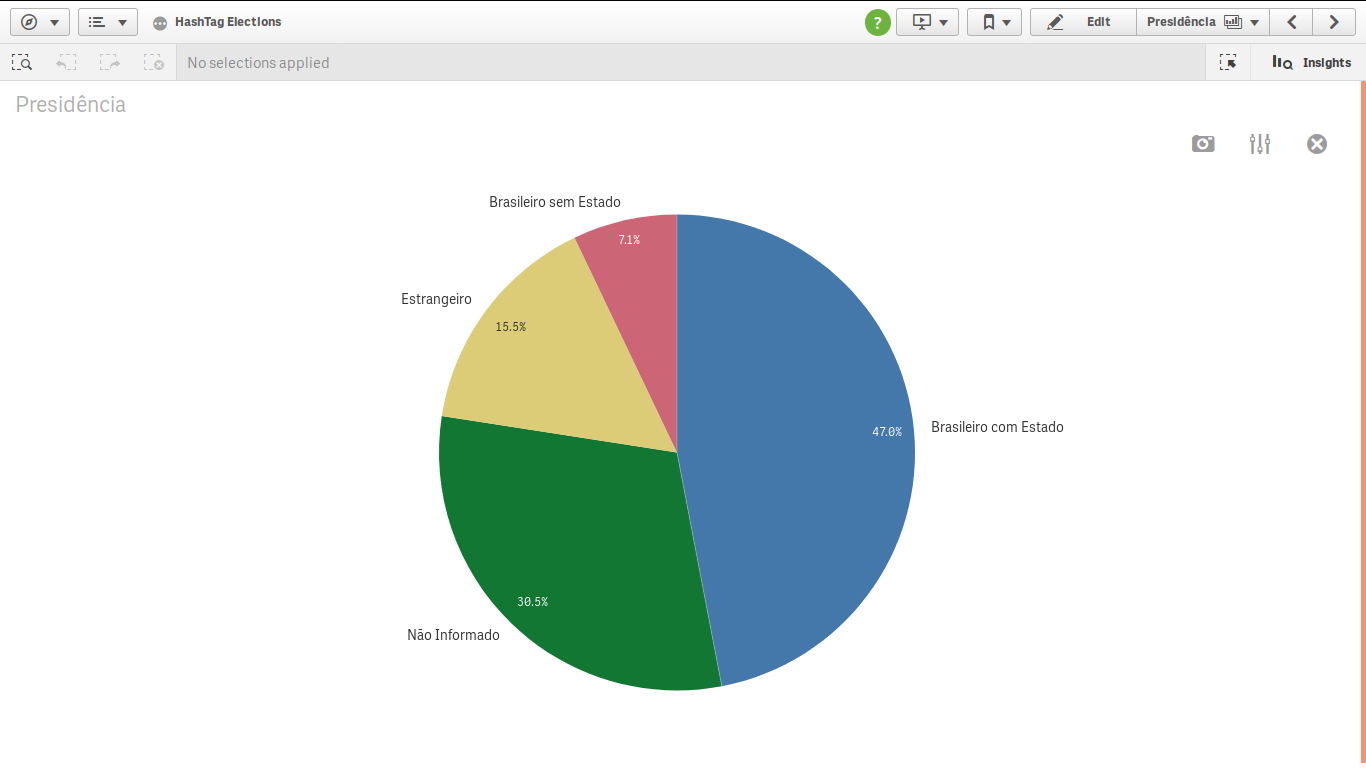 HashTag Elections
?
Edit
Presidência
No selections applied
Insights
Presidência
Brasileiro sem Estado
7.1%
Estrangeiro
15.5%
47.0%
Brasileiro com Estado
30.5%
Não Informado